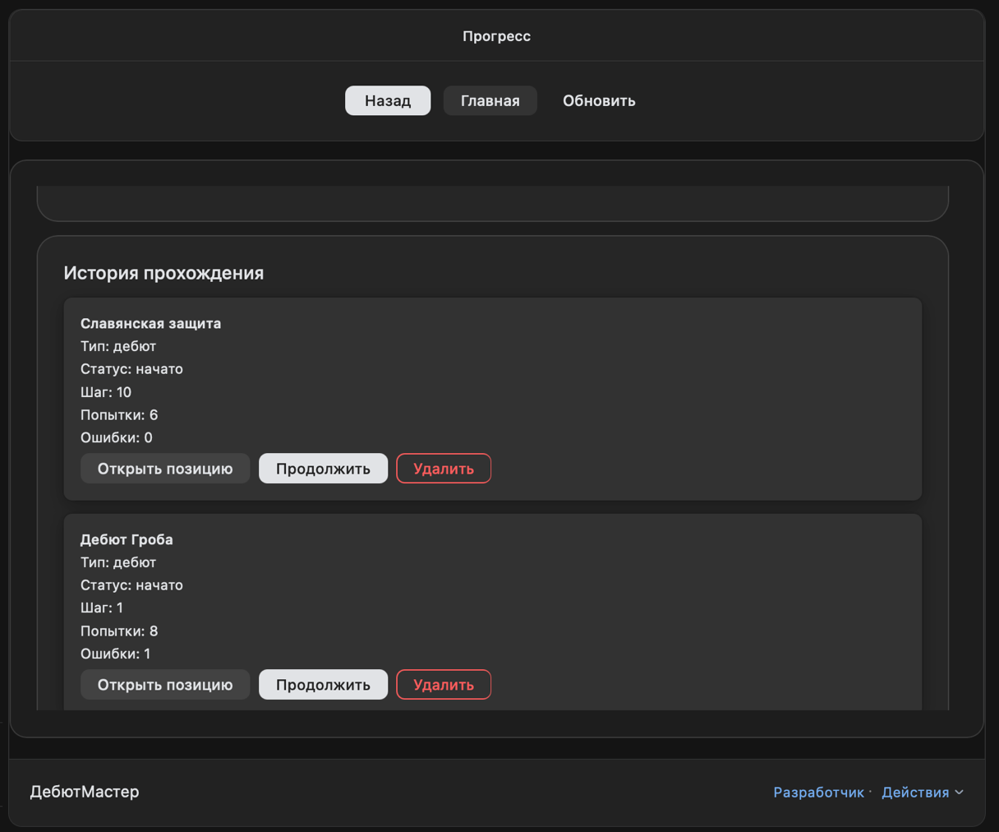 Прогресс
Назад Главная Обновить
История прохождения
Славянская защита
Тип: дебют
Статус: начато
Шаг: 10
Попытки: 6
Ошибки: 0
Открыть позицию Продолжить Удалить
Дебют Гроба
Тип: дебют
Статус: начато
Шаг: 1
Попытки: 8
Ошибки: 1
Открыть позицию Продолжить Удалить
ДебютМастер Разработчик · Действия